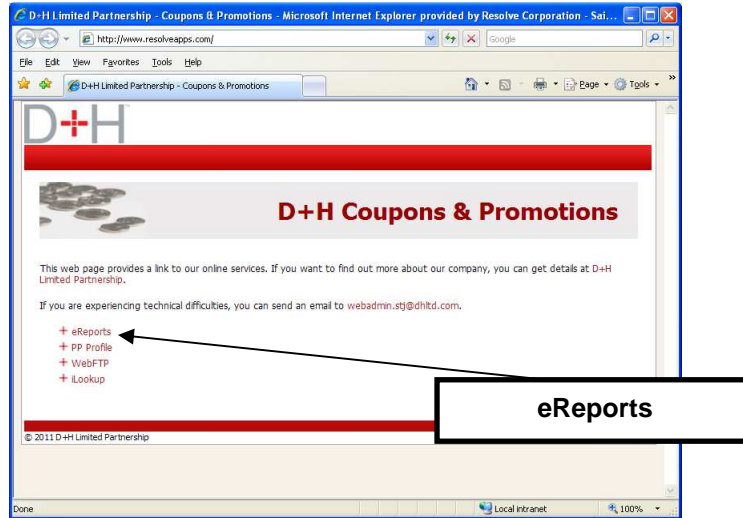 D+H Limited Partnership - Coupons & Promotions - Microsoft Internet Explorer provided by Resolve Corporation - Sai...
http://www.resolveapps.com/
Google
File Edit View Favorites Tools Help
D+H Limited Partnership - Coupons & Promotions
Page Tools »
D+H
D+H Coupons & Promotions
This web page provides a link to our online services. If you want to find out more about our company, you can get details at D+H
Limited Partnership.
If you are experiencing technical difficulties, you can send an email to webadmin.stj@dhltd.com.
+ eReports
+ PP Profile
+ WebFTP
+ iLookup
eReports
© 2011 D+H Limited Partnership
Done Local intranet 100%